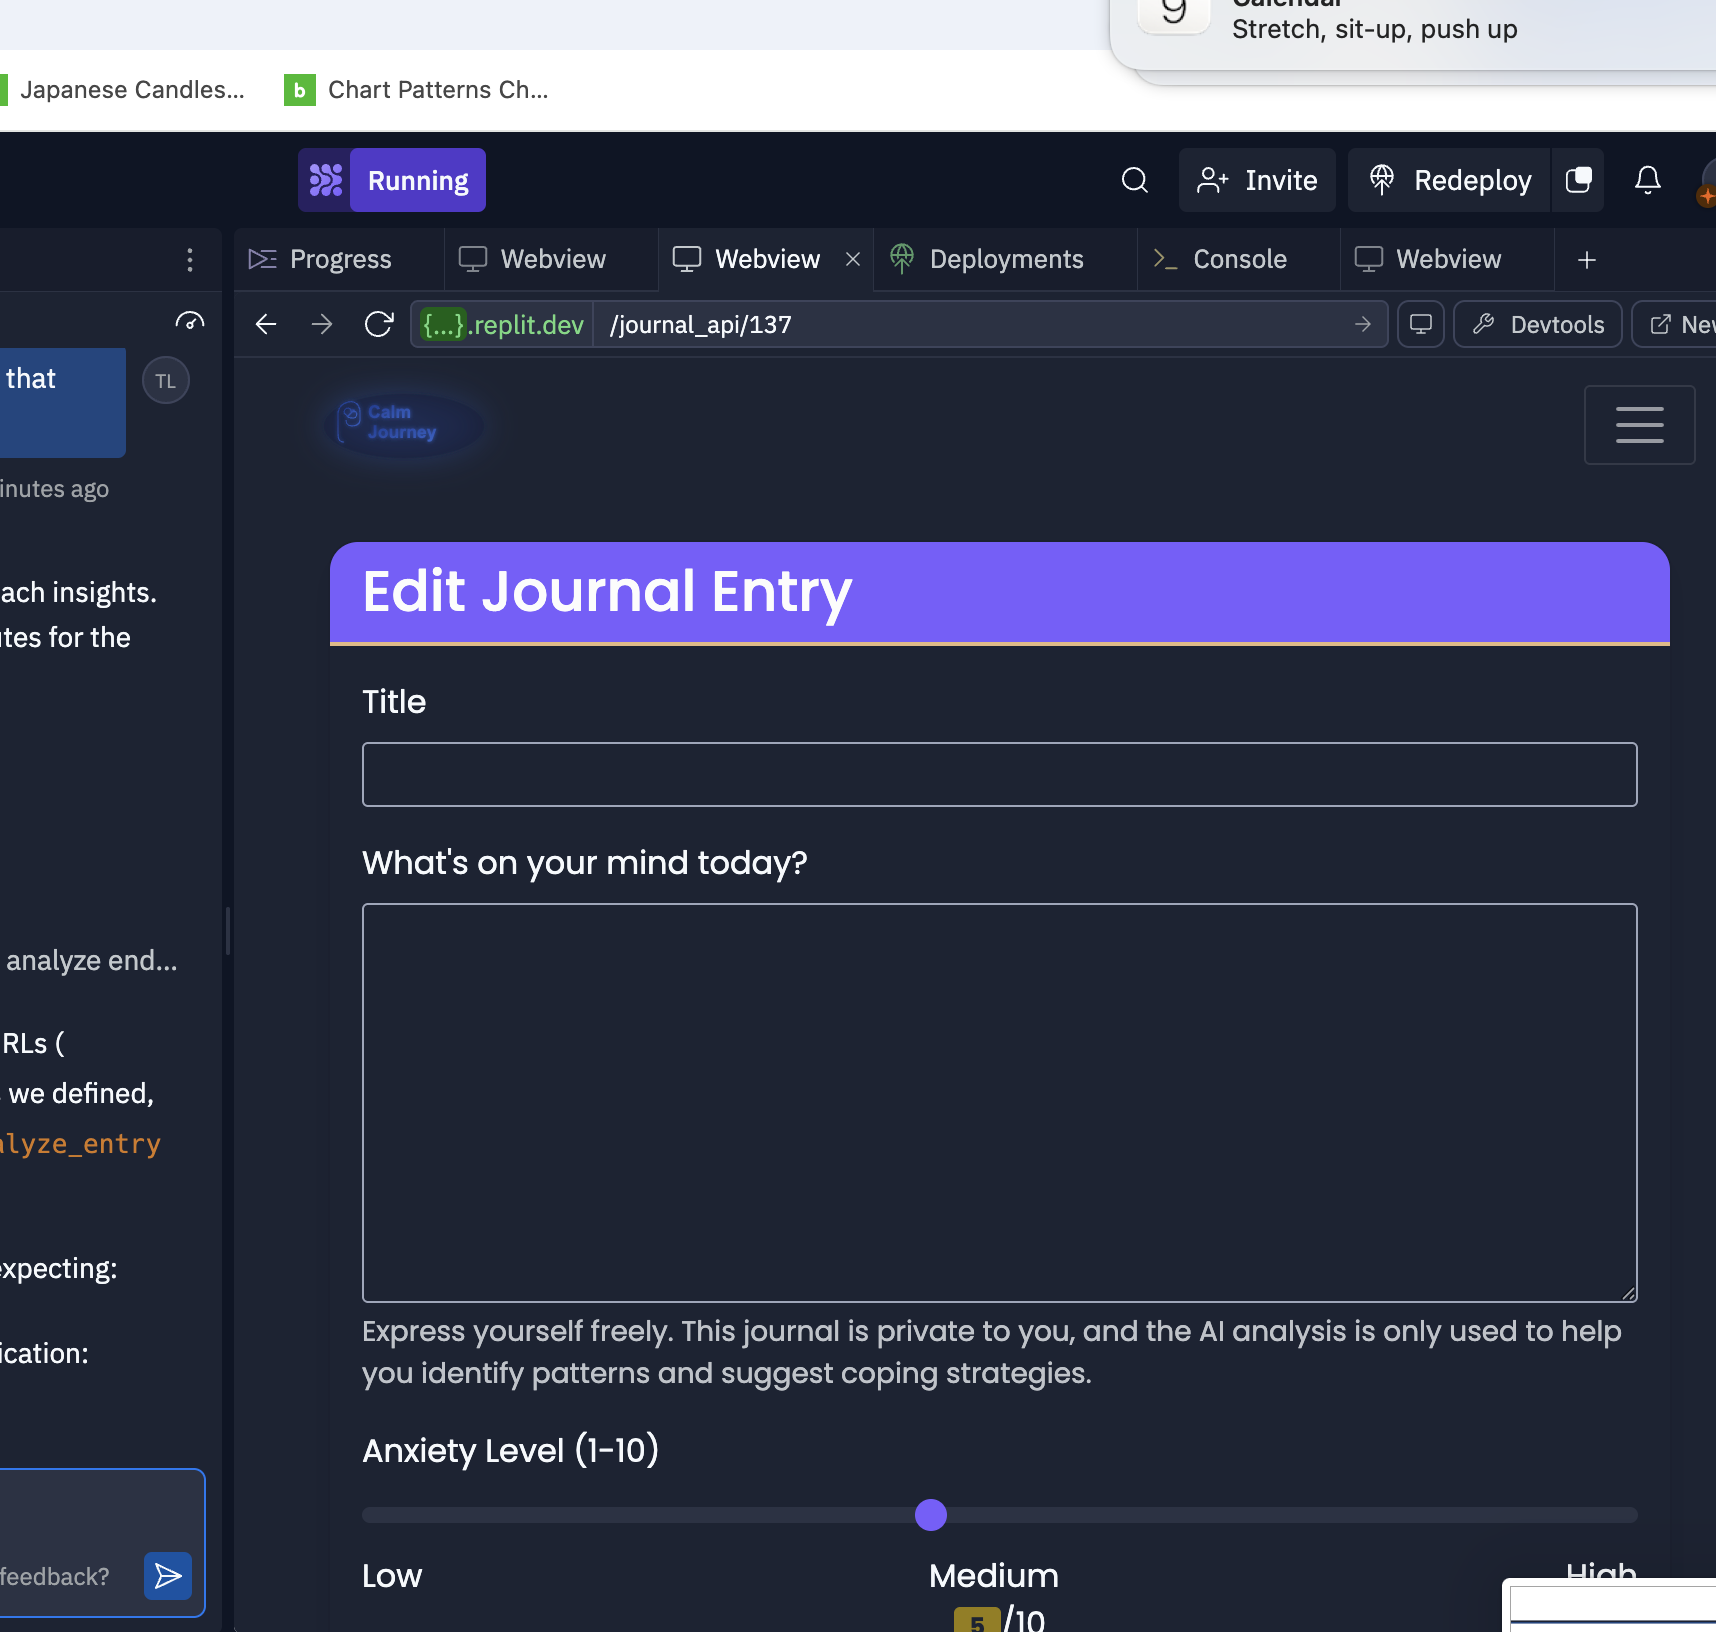 Stretch, sit-up, push up
Japanese Candles...
b Chart Patterns Ch...
Running
Invite
Redeploy
Progress
Webview
Webview
Deployments
>_ Console
Webview
{...}.replit.dev /journal_api/137
Devtools
that
TL
inutes ago
ach insights.
tes for the
analyze end...
RLs (
we defined,
alyze_entry
expecting:
ication:
feedback?
Calm
Journey
Edit Journal Entry
Title
What's on your mind today?
Express yourself freely. This journal is private to you, and the AI analysis is only used to help
you identify patterns and suggest coping strategies.
Anxiety Level (1-10)
Low Medium High
5/10